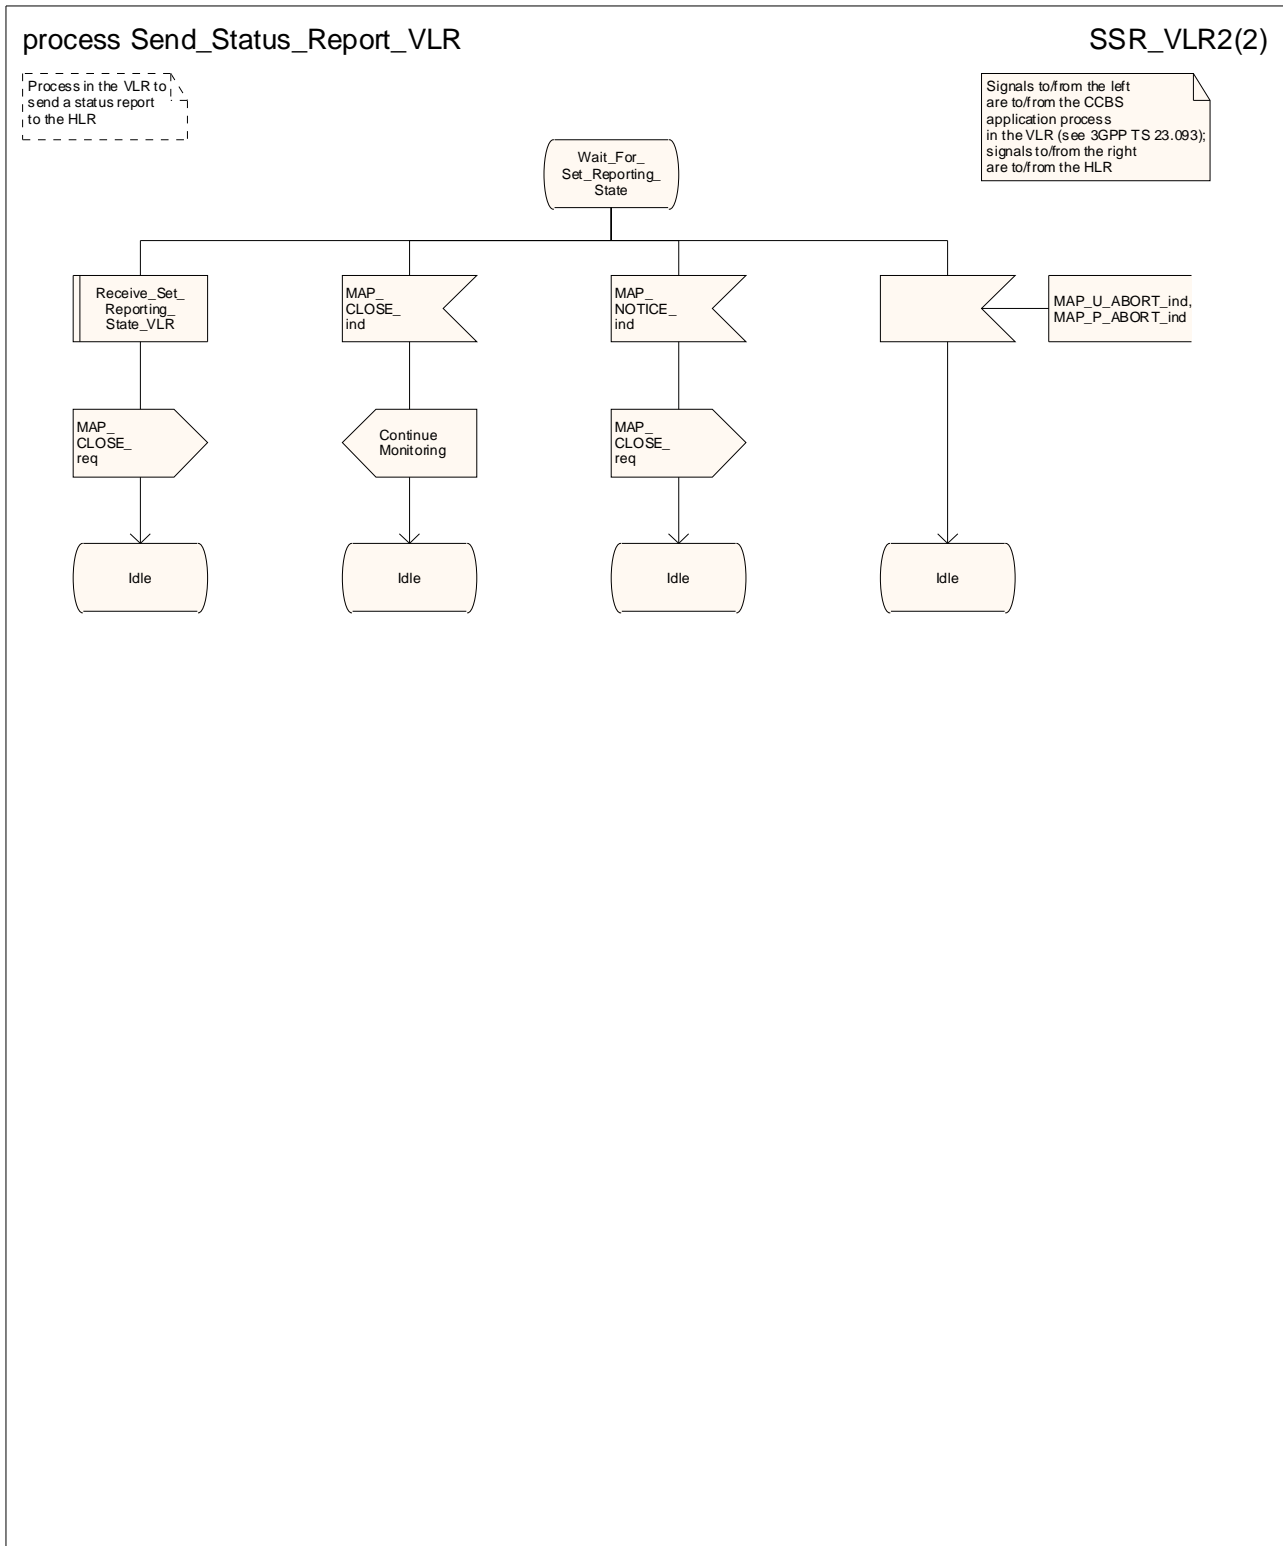 process Send_Status_Report_VLR
SSR_VLR2(2)
Process in the VLR to
send a status report
to the HLR
Signals to/from the left
are to/from the CCBS
application process
in the VLR (see 3GPP TS 23.093);
signals to/from the right
are to/from the HLR
Wait_For_
Set_Reporting_
State
Receive_Set_
Reporting_
State_VLR
MAP_
CLOSE_
ind
MAP_
NOTICE_
ind
MAP_U_ABORT_ind,
MAP_P_ABORT_ind
MAP_
CLOSE_
req
Continue
Monitoring
MAP_
CLOSE_
req
Idle
Idle
Idle
Idle